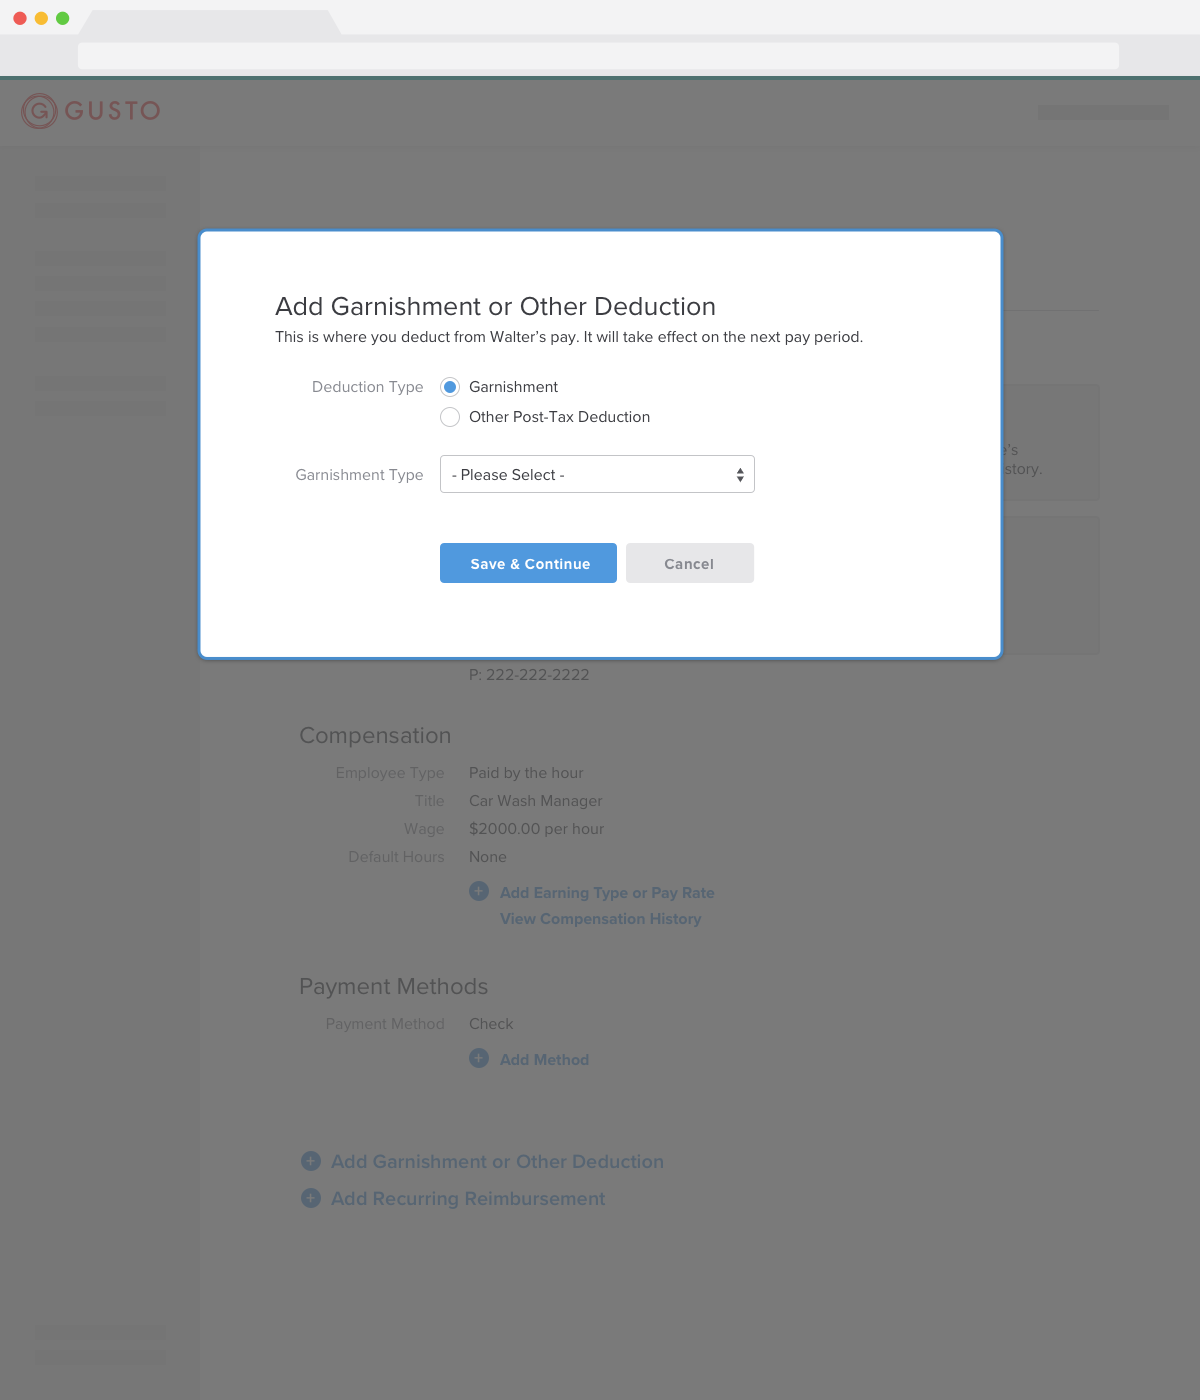 GUSTO
Add Garnishment or Other Deduction
This is where you deduct from Walter’s pay. It will take effect on the next pay period.
Deduction Type Garnishment
Other Post-Tax Deduction
Garnishment Type - Please Select -
Save & Continue Cancel
’s
story.
P: 222-222-2222
Compensation
Employee Type Paid by the hour
Title Car Wash Manager
Wage $2000.00 per hour
Default Hours None
Add Earning Type or Pay Rate
View Compensation History
Payment Methods
Payment Method Check
Add Method
Add Garnishment or Other Deduction
Add Recurring Reimbursement